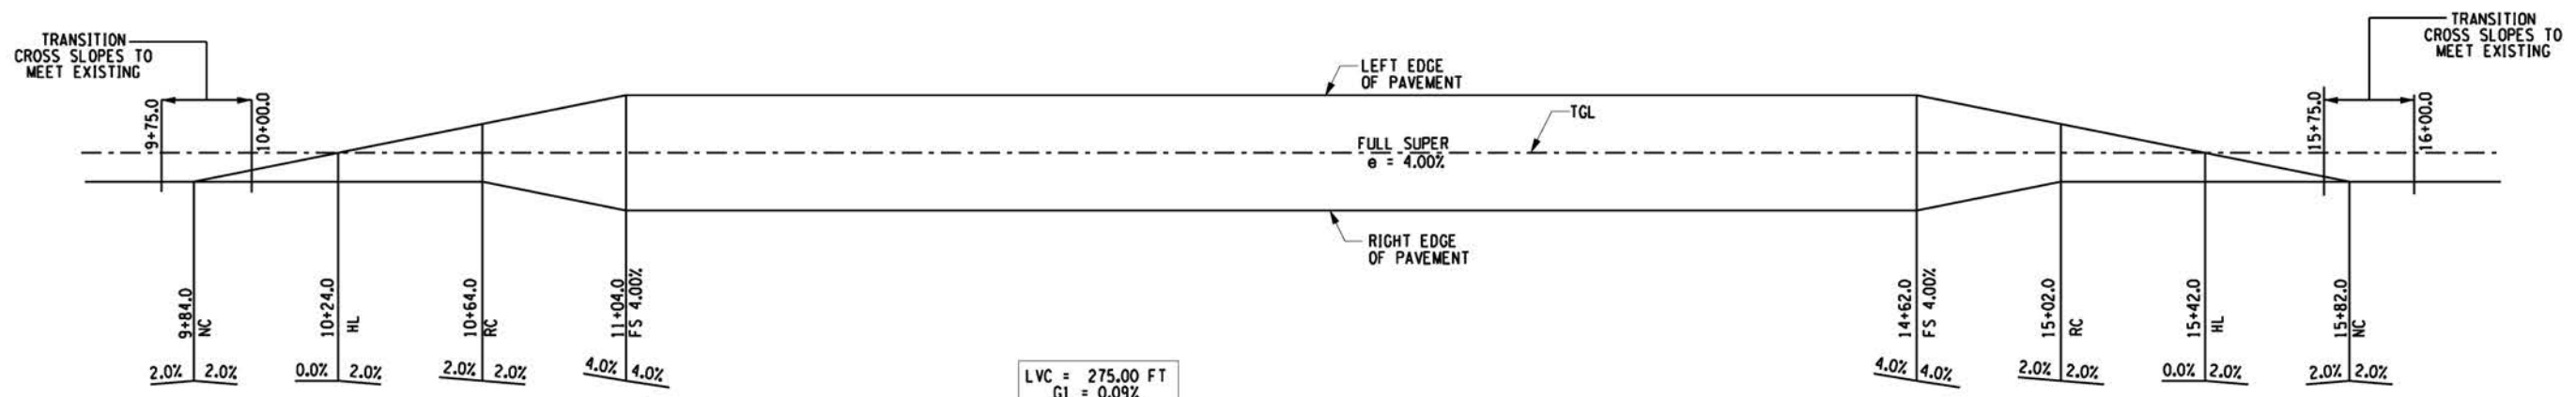 TRANSITION
CROSS SLOPES TO
MEET EXISTING
9+75.0
10+00.0
LEFT EDGE
OF PAVEMENT
TGL
FULL SUPER
e = 4.00%
RIGHT EDGE
OF PAVEMENT
TRANSITION
CROSS SLOPES TO
MEET EXISTING
15+75.0
16+00.0
9+84.0
NC
10+24.0
HL
10+64.0
RC
11+04.0
FS 4.00%
14+62.0
FS 4.00%
15+02.0
RC
15+42.0
HL
15+82.0
NC
2.0% 2.0%
0.0% 2.0%
2.0% 2.0%
4.0% 4.0%
4.0% 4.0%
2.0% 2.0%
0.0% 2.0%
2.0% 2.0%
LVC = 275.00 FT
G1 = 0.09%